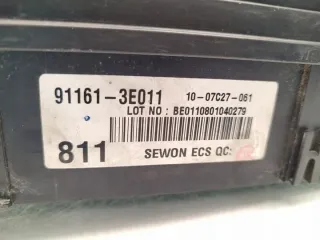 91161-3E011
10-07C27-061
LOT NO : BE0110801040279
811
SEWON ECS QC: